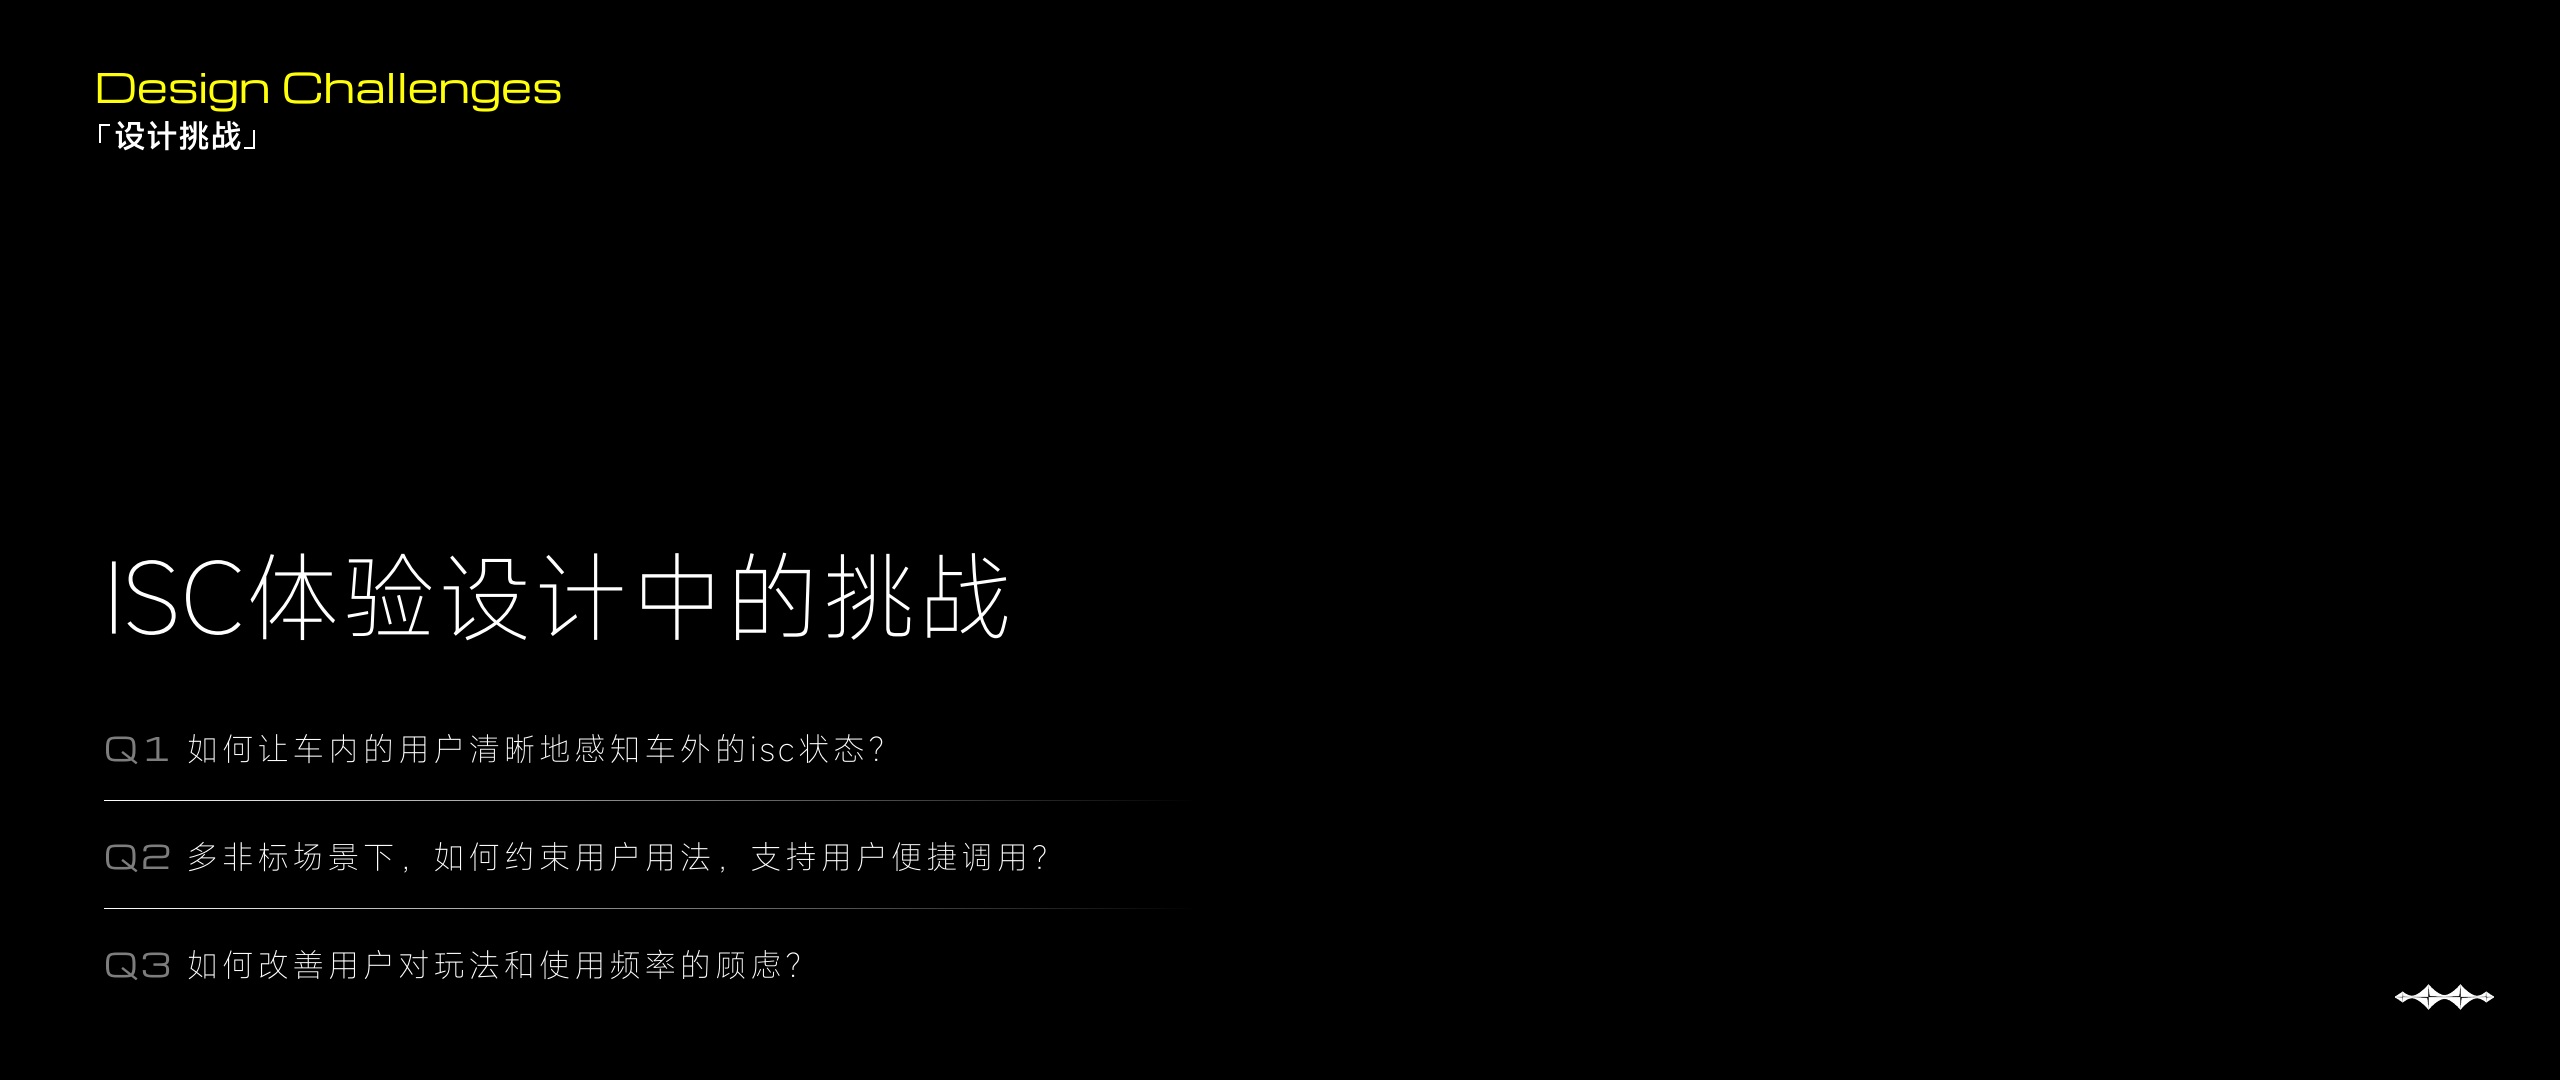 Design Challenges
「设计挑战」
ISC体验设计中的挑战
Q1 如何让车内的用户清晰地感知车外的isc状态?
Q2 多非标场景下，如何约束用户用法，支持用户便捷调用?
Q3 如何改善用户对玩法和使用频率的顾虑?